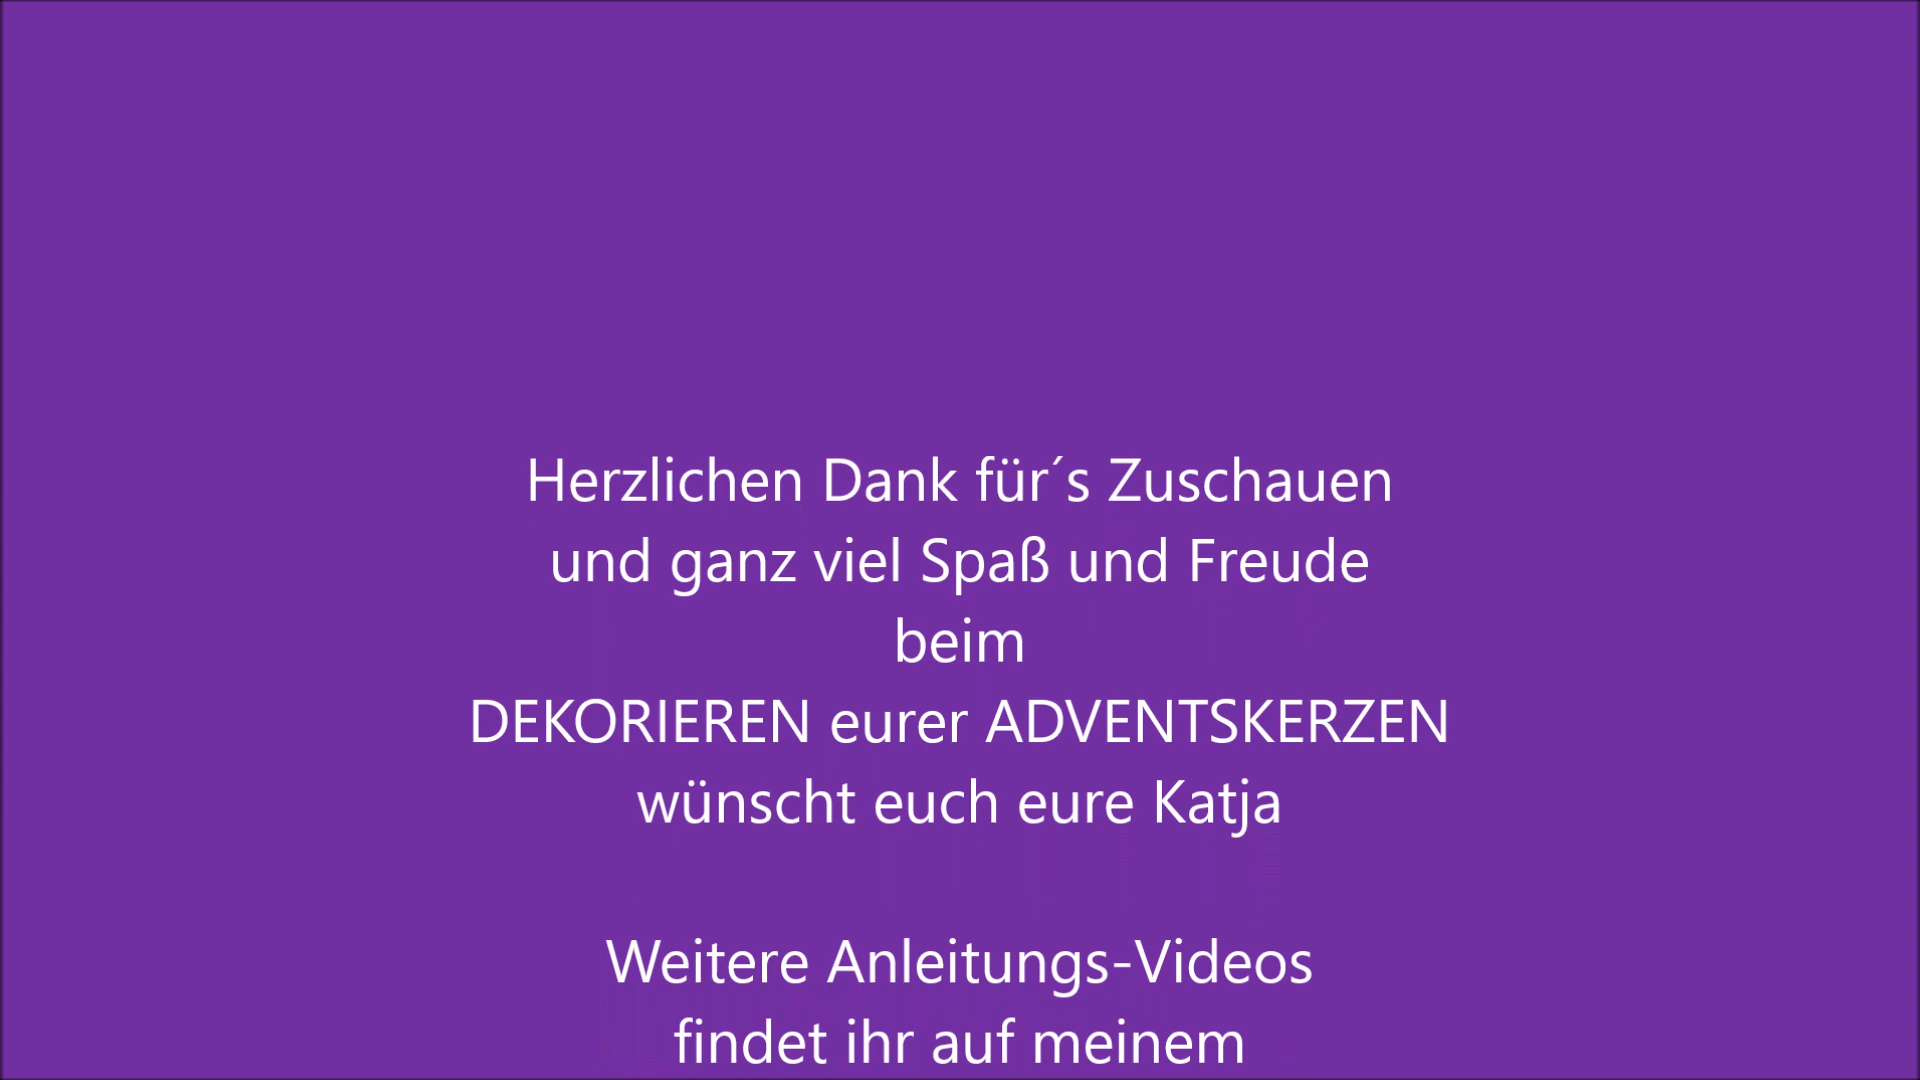 Herzlichen Dank für´s Zuschauen
und ganz viel Spaß und Freude
beim
DEKORIEREN eurer ADVENTSKERZEN
wünscht euch eure Katja
Weitere Anleitungs-Videos
findet ihr auf meinem